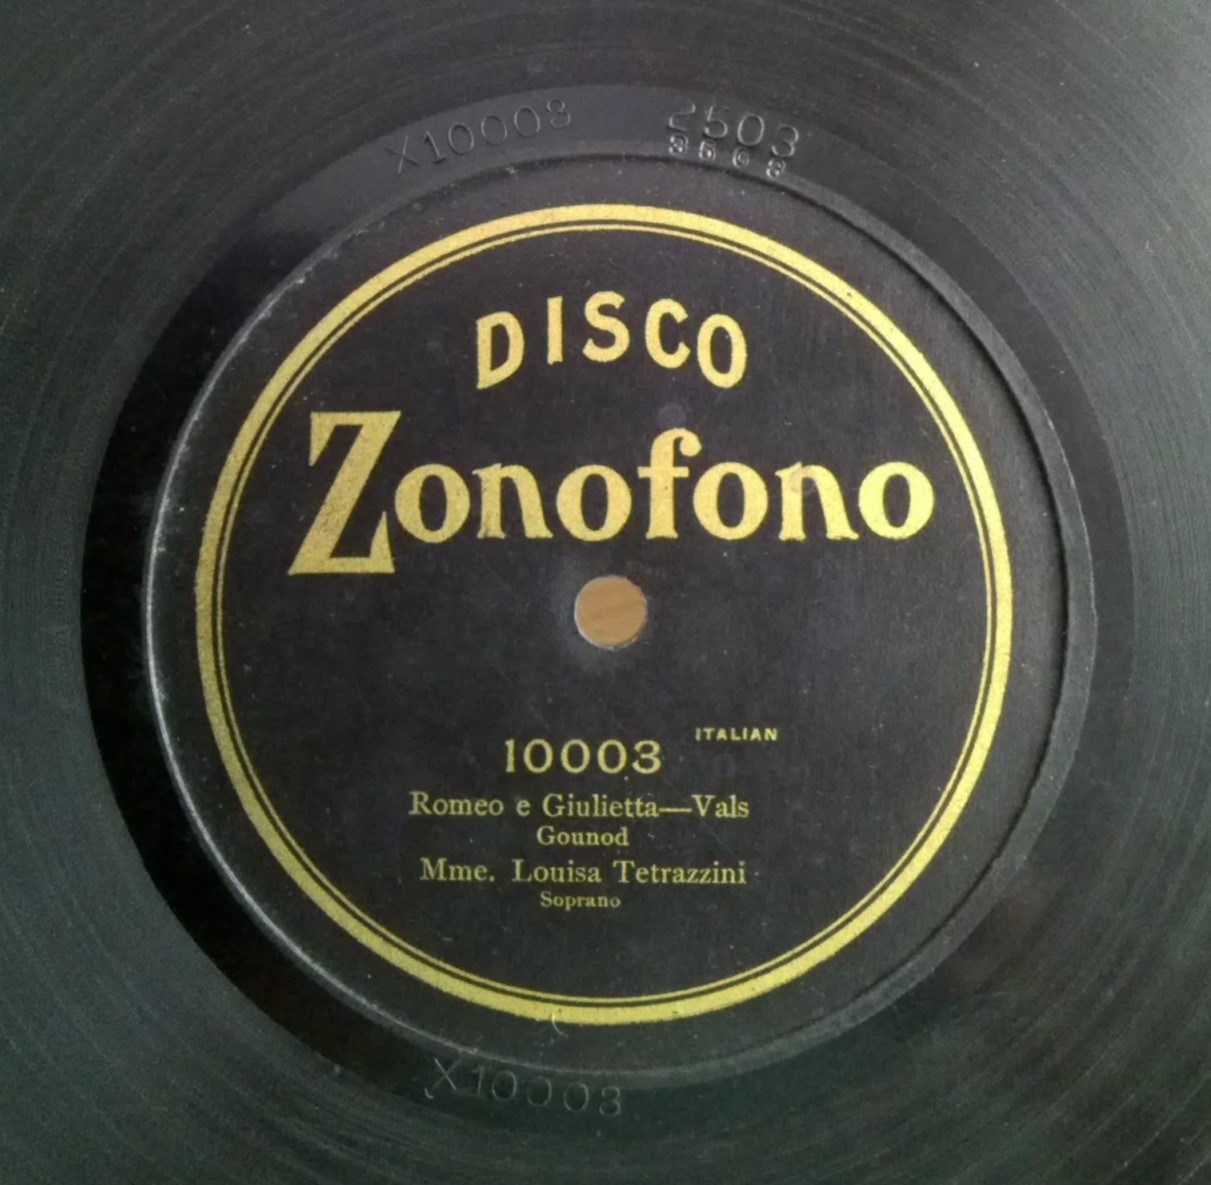 X10003
2503
DISCO
Zonofono
ITALIAN
10003
Romeo e Giulietta—Vals
Gounod
Mme. Louisa Tetrazzini
Soprano
X10003